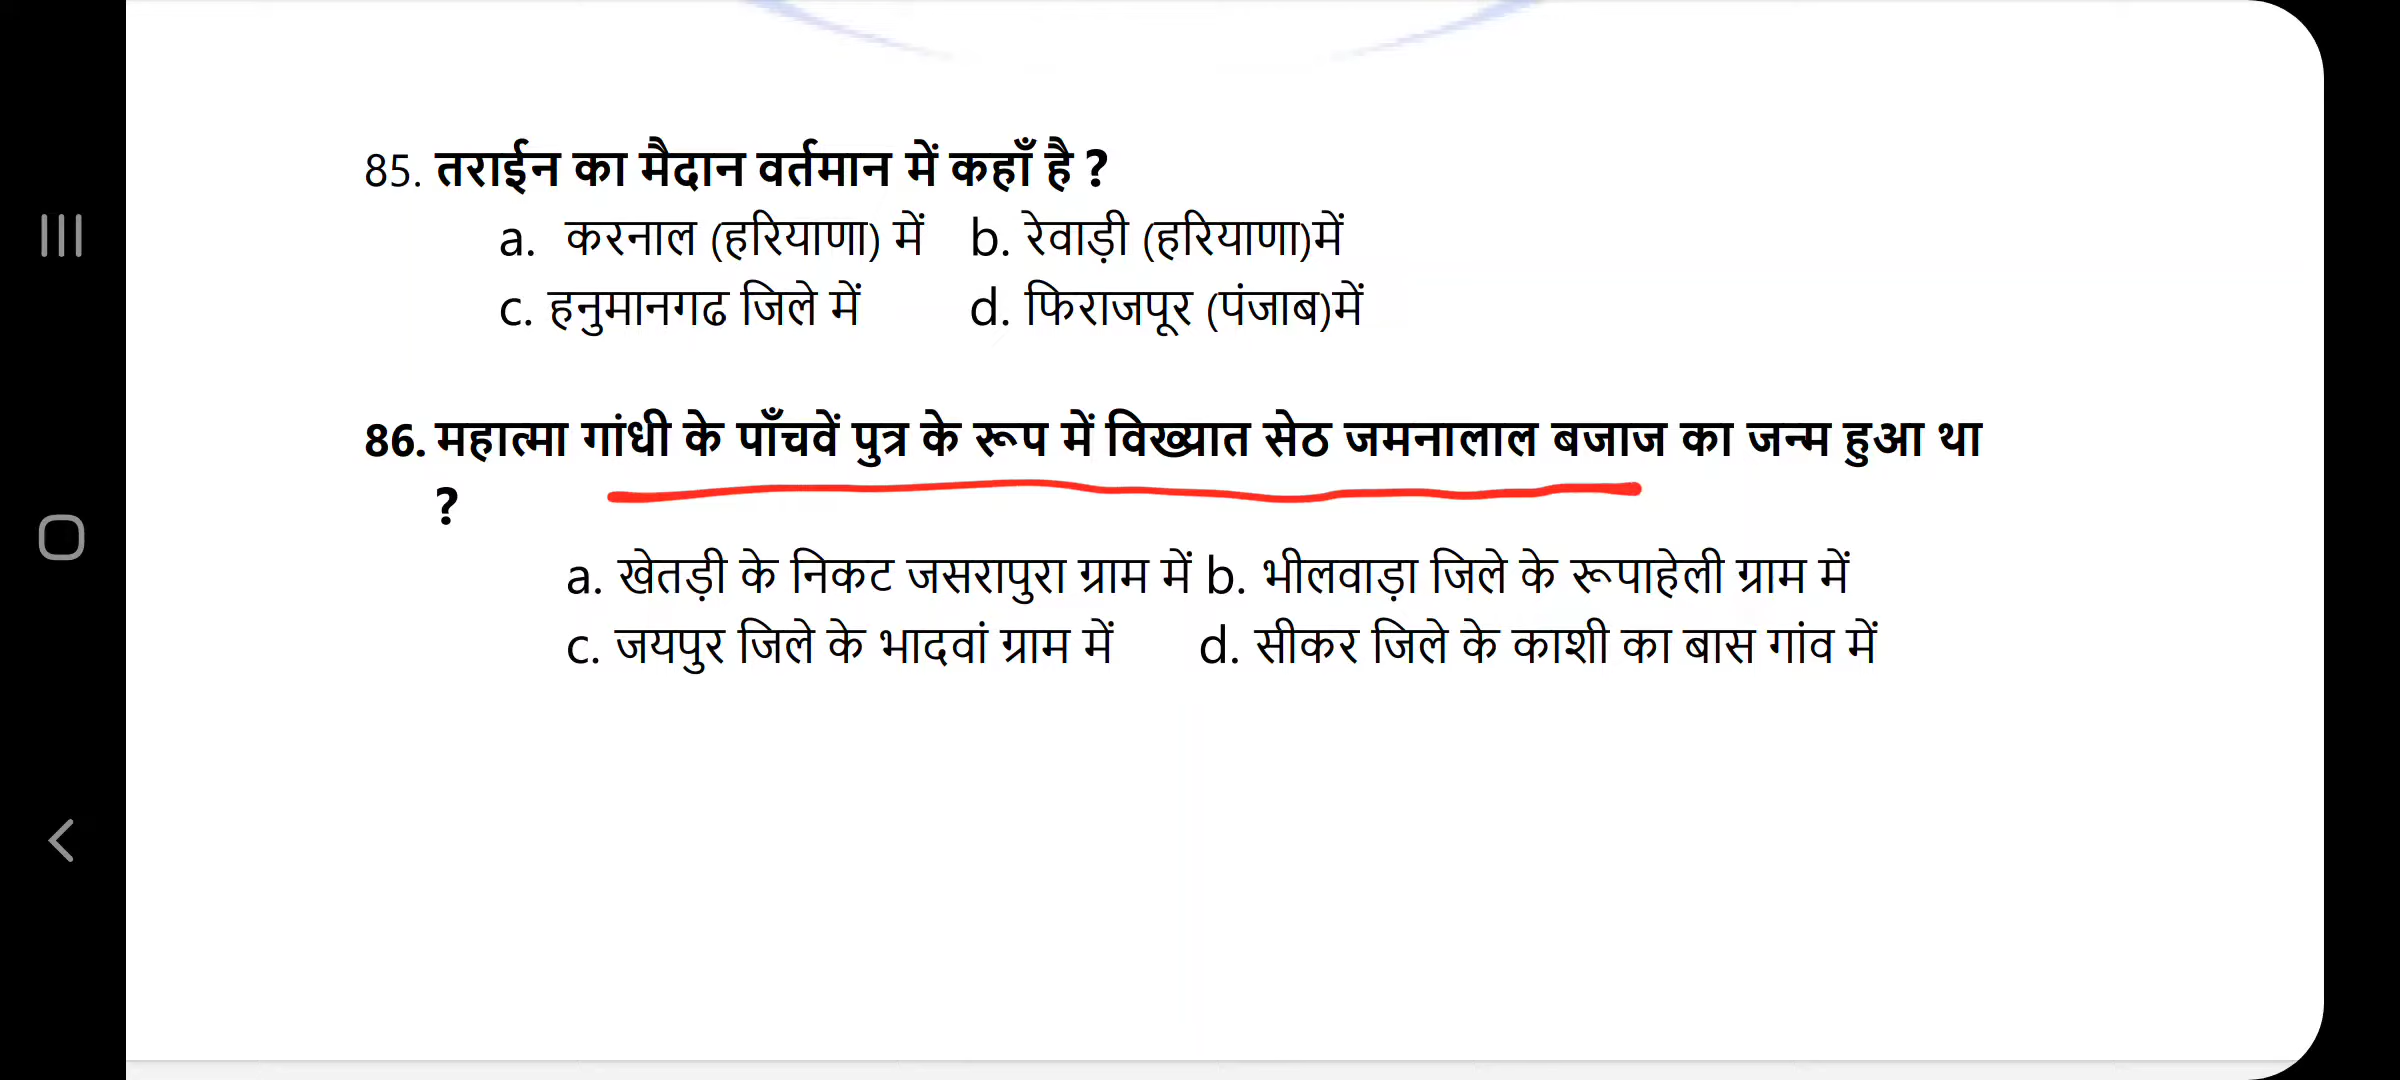 85. तराईन का मैदान वर्तमान में कहाँ है ?
a. करनाल (हरियाणा) में b. रेवाड़ी (हरियाणा)में
c. हनुमानगढ जिले में d. फिराजपूर (पंजाब)में
86. महात्मा गांधी के पाँचवें पुत्र के रूप में विख्यात सेठ जमनालाल बजाज का जन्म हुआ था
?
a. खेतड़ी के निकट जसरापुरा ग्राम में b. भीलवाड़ा जिले के रूपाहेली ग्राम में
c. जयपुर जिले के भादवां ग्राम में d. सीकर जिले के काशी का बास गांव में